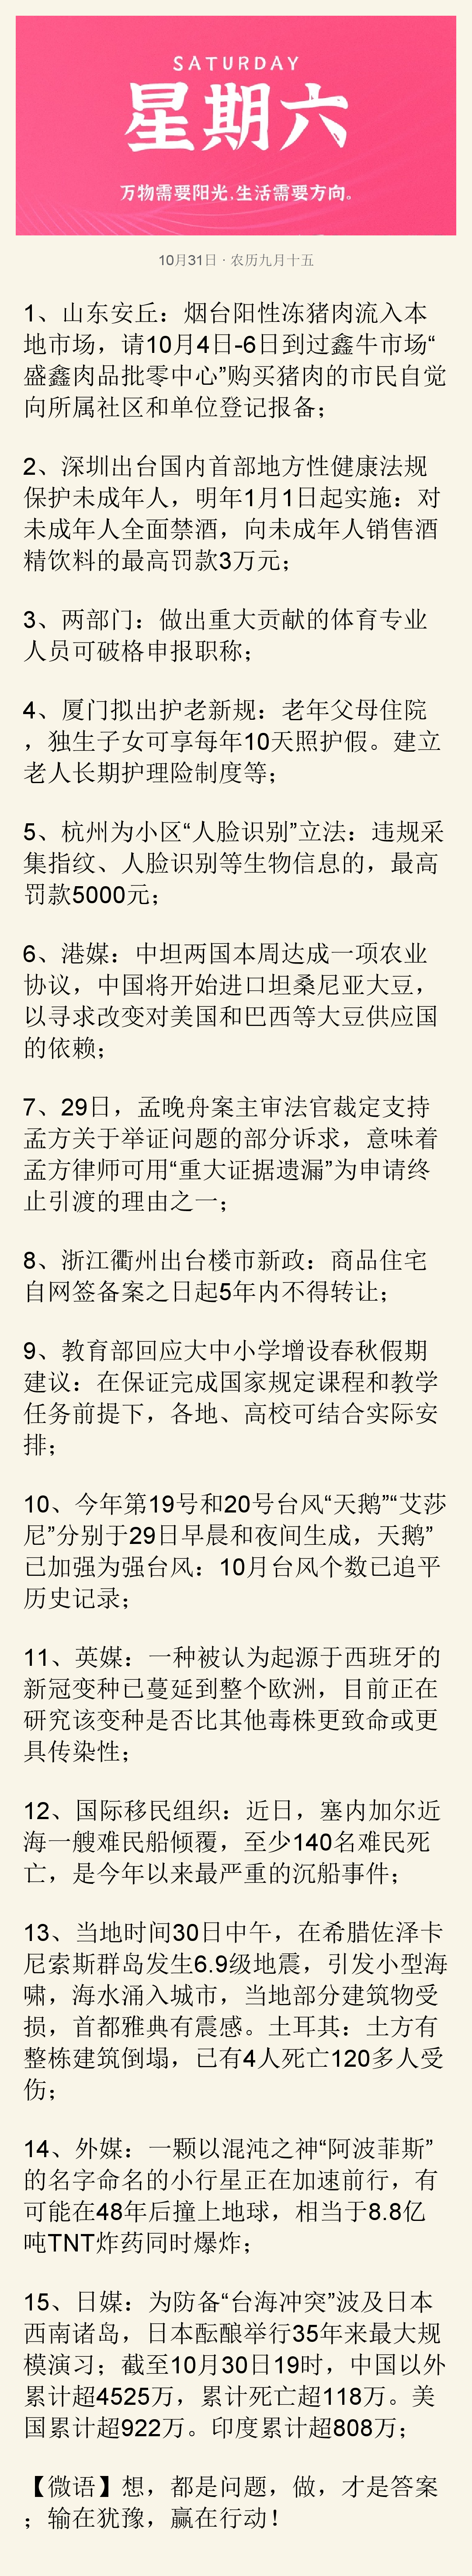 SATURDAY
星期六
万物需要阳光,生活需要方向。
10月31日 · 农历九月十五
1、山东安丘：烟台阳性冻猪肉流入本
地市场，请10月4日-6日到过鑫牛市场“
盛鑫肉品批零中心”购买猪肉的市民自觉
向所属社区和单位登记报备；
2、深圳出台国内首部地方性健康法规
保护未成年人，明年1月1日起实施：对
未成年人全面禁酒，向未成年人销售酒
精饮料的最高罚款3万元；
3、两部门：做出重大贡献的体育专业
人员可破格申报职称；
4、厦门拟出护老新规：老年父母住院
，独生子女可享每年10天照护假。建立
老人长期护理险制度等；
5、杭州为小区“人脸识别”立法：违规采
集指纹、人脸识别等生物信息的，最高
罚款5000元；
6、港媒：中坦两国本周达成一项农业
协议，中国将开始进口坦桑尼亚大豆，
以寻求改变对美国和巴西等大豆供应国
的依赖；
7、29日，孟晚舟案主审法官裁定支持
孟方关于举证问题的部分诉求，意味着
孟方律师可用“重大证据遗漏”为申请终
止引渡的理由之一；
8、浙江衢州出台楼市新政：商品住宅
自网签备案之日起5年内不得转让；
9、教育部回应大中小学增设春秋假期
建议：在保证完成国家规定课程和教学
任务前提下，各地、高校可结合实际安
排；
10、今年第19号和20号台风“天鹅”“艾莎
尼”分别于29日早晨和夜间生成，天鹅”
已加强为强台风：10月台风个数已追平
历史记录；
11、英媒：一种被认为起源于西班牙的
新冠变种已蔓延到整个欧洲，目前正在
研究该变种是否比其他毒株更致命或更
具传染性；
12、国际移民组织：近日，塞内加尔近
海一艘难民船倾覆，至少140名难民死
亡，是今年以来最严重的沉船事件；
13、当地时间30日中午，在希腊佐泽卡
尼索斯群岛发生6.9级地震，引发小型海
啸，海水涌入城市，当地部分建筑物受
损，首都雅典有震感。土耳其：土方有
整栋建筑倒塌，已有4人死亡120多人受
伤；
14、外媒：一颗以混沌之神“阿波菲斯”
的名字命名的小行星正在加速前行，有
可能在48年后撞上地球，相当于8.8亿
吨TNT炸药同时爆炸；
15、日媒：为防备“台海冲突”波及日本
西南诸岛，日本酝酿举行35年来最大规
模演习；截至10月30日19时，中国以外
累计超4525万，累计死亡超118万。美
国累计超922万。印度累计超808万；
【微语】想，都是问题，做，才是答案
；输在犹豫，赢在行动！